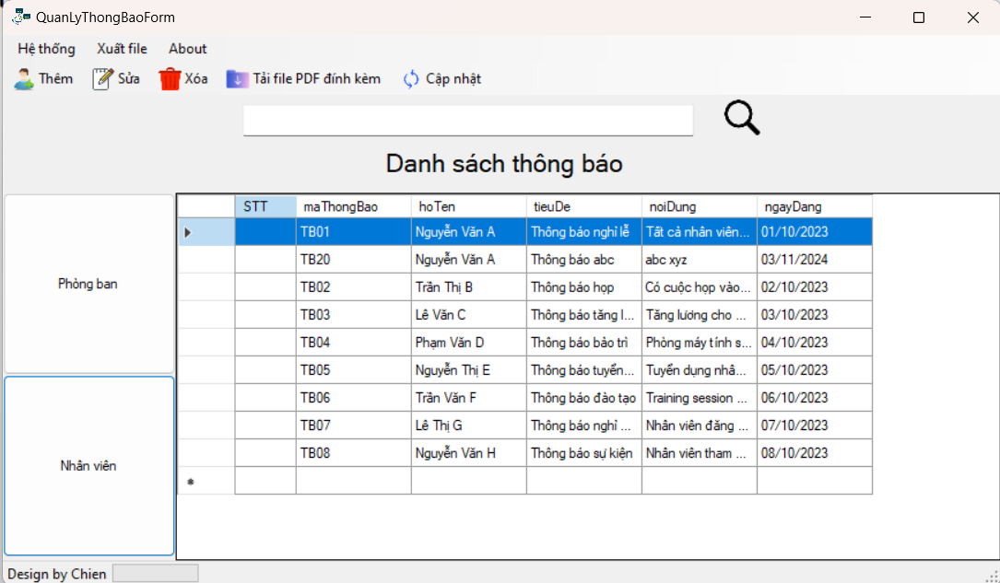 QuanLyThongBaoForm
Hệ thống Xuất file About
Thêm Sửa Xóa Tải file PDF đính kèm Cập nhật
Danh sách thông báo
Phòng ban
Nhân viên
STT maThongBao hoTen tieuDe noiDung ngayDang
TB01 Nguyễn Văn A Thông báo nghỉ lễ Tất cả nhân viên... 01/10/2023
TB20 Nguyễn Văn A Thông báo abc abc xyz 03/11/2024
TB02 Trần Thị B Thông báo họp Có cuộc họp vào... 02/10/2023
TB03 Lê Văn C Thông báo tăng l... Tăng lương cho ... 03/10/2023
TB04 Phạm Văn D Thông báo bảo trì Phòng máy tính s... 04/10/2023
TB05 Nguyễn Thị E Thông báo tuyển... Tuyển dụng nhâ... 05/10/2023
TB06 Trần Văn F Thông báo đào tạo Training session ... 06/10/2023
TB07 Lê Thị G Thông báo nghỉ ... Nhân viên đăng ... 07/10/2023
TB08 Nguyễn Văn H Thông báo sự kiện Nhân viên tham ... 08/10/2023
Design by Chien